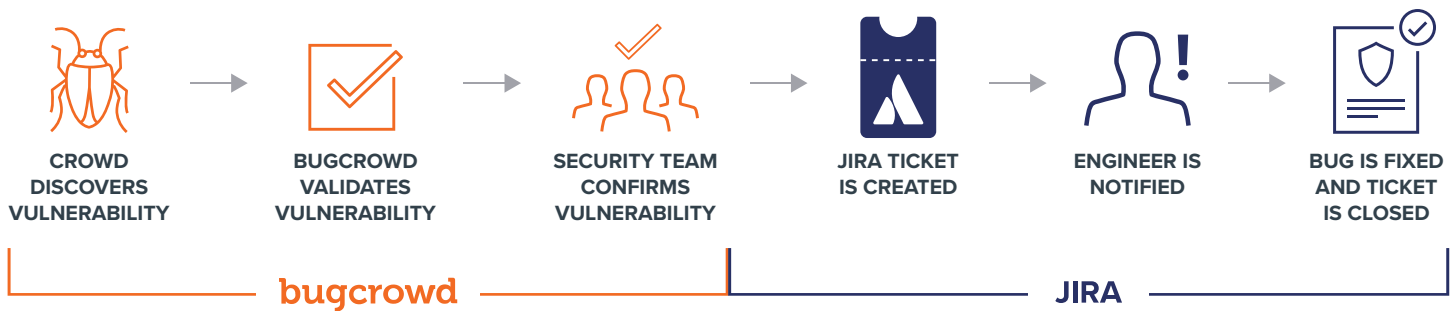 CROWD
DISCOVERS
VULNERABILITY
BUGCROWD
VALIDATES
VULNERABILITY
SECURITY TEAM
CONFIRMS
VULNERABILITY
JIRA TICKET
IS CREATED
ENGINEER IS
NOTIFIED
BUG IS FIXED
AND TICKET
IS CLOSED
bugcrowd
JIRA